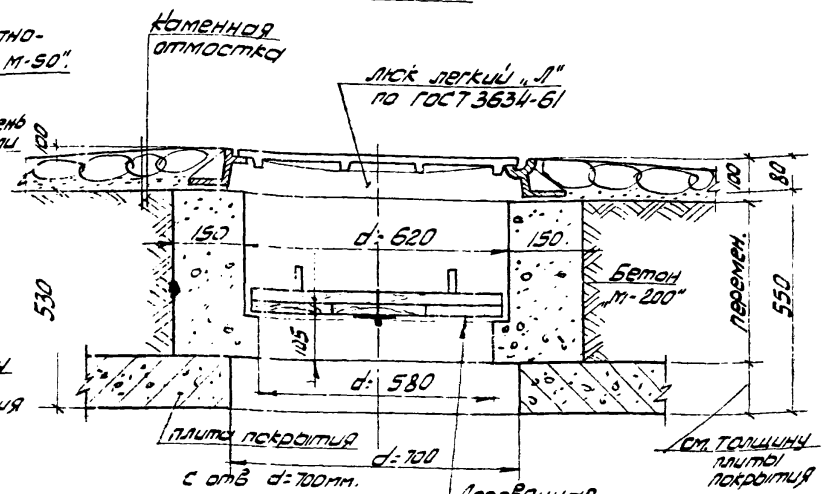 каменная
отмостка
м-50".
люк легкий "Л"
по ГОСТ 3634-61
100
100
80
150
d=620
150
Бетон
"М-200"
перемен.
550
530
105
d=580
плита покрытия
d=700
с отв d=700мм.
см. толщину
плиты
покрытия